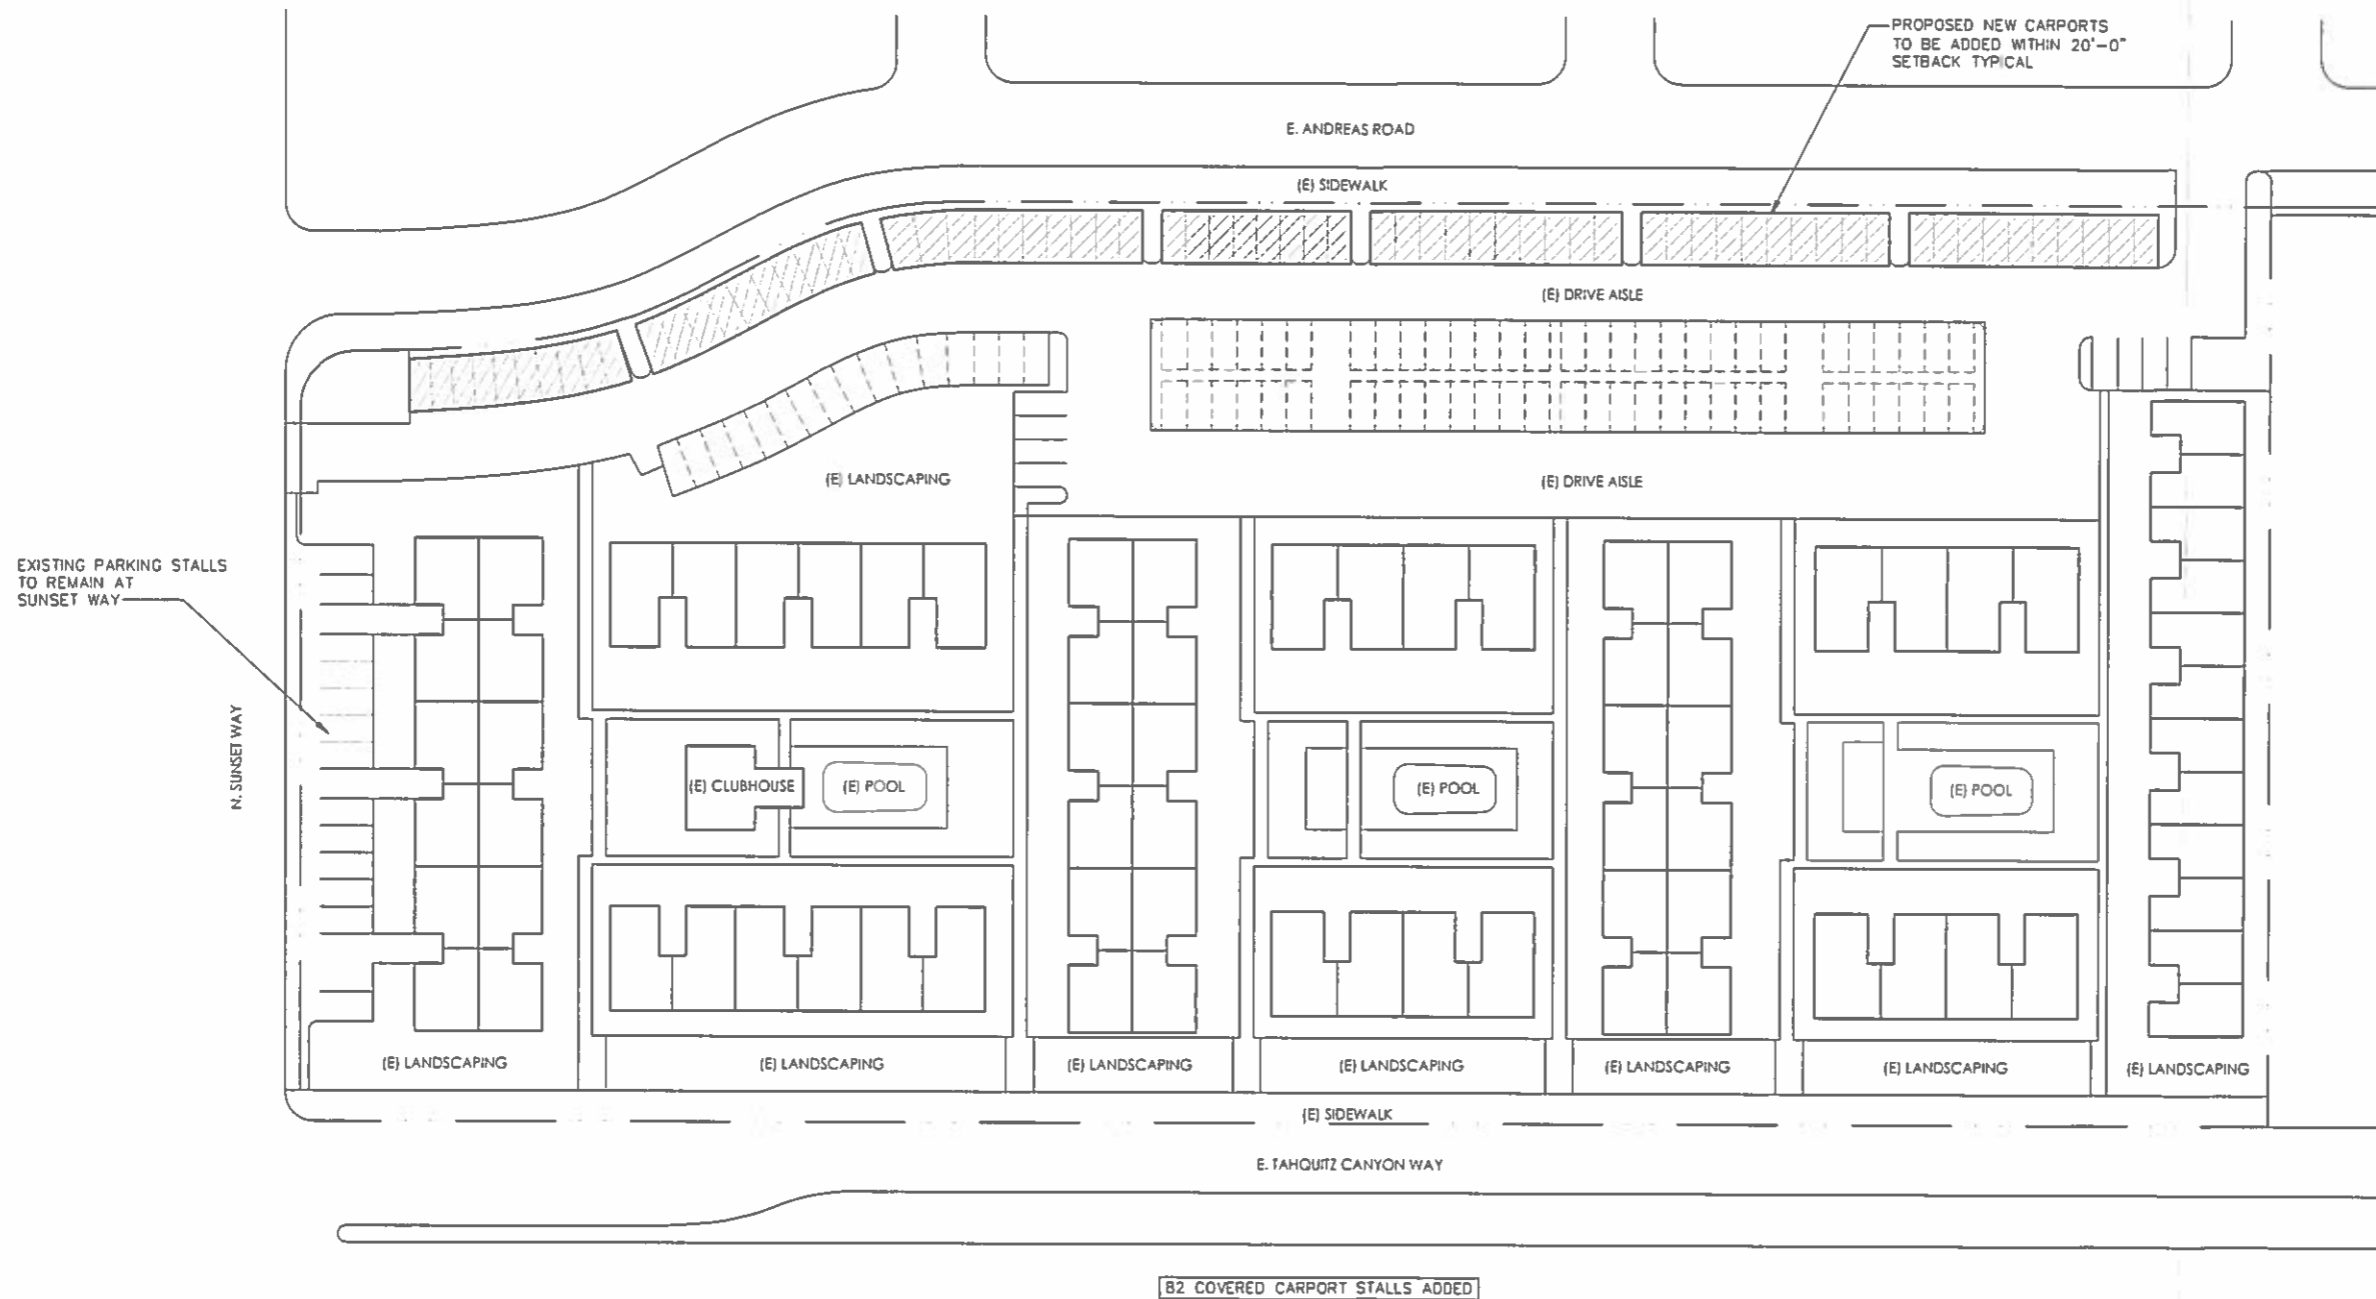 PROPOSED NEW CARPORTS
TO BE ADDED WITHIN 20'-0"
SETBACK TYPICAL
E. ANDREAS ROAD
(E) SIDEWALK
(E) DRIVE AISLE
(E) LANDSCAPING
(E) DRIVE AISLE
EXISTING PARKING STALLS
TO REMAIN AT
SUNSET WAY
N. SUNSET WAY
(E) CLUBHOUSE
(E) POOL
(E) POOL
(E) POOL
(E) LANDSCAPING
(E) LANDSCAPING
(E) LANDSCAPING
(E) LANDSCAPING
(E) LANDSCAPING
(E) LANDSCAPING
(E) LANDSCAPING
(E) SIDEWALK
E. TAHQUITZ CANYON WAY
82 COVERED CARPORT STALLS ADDED